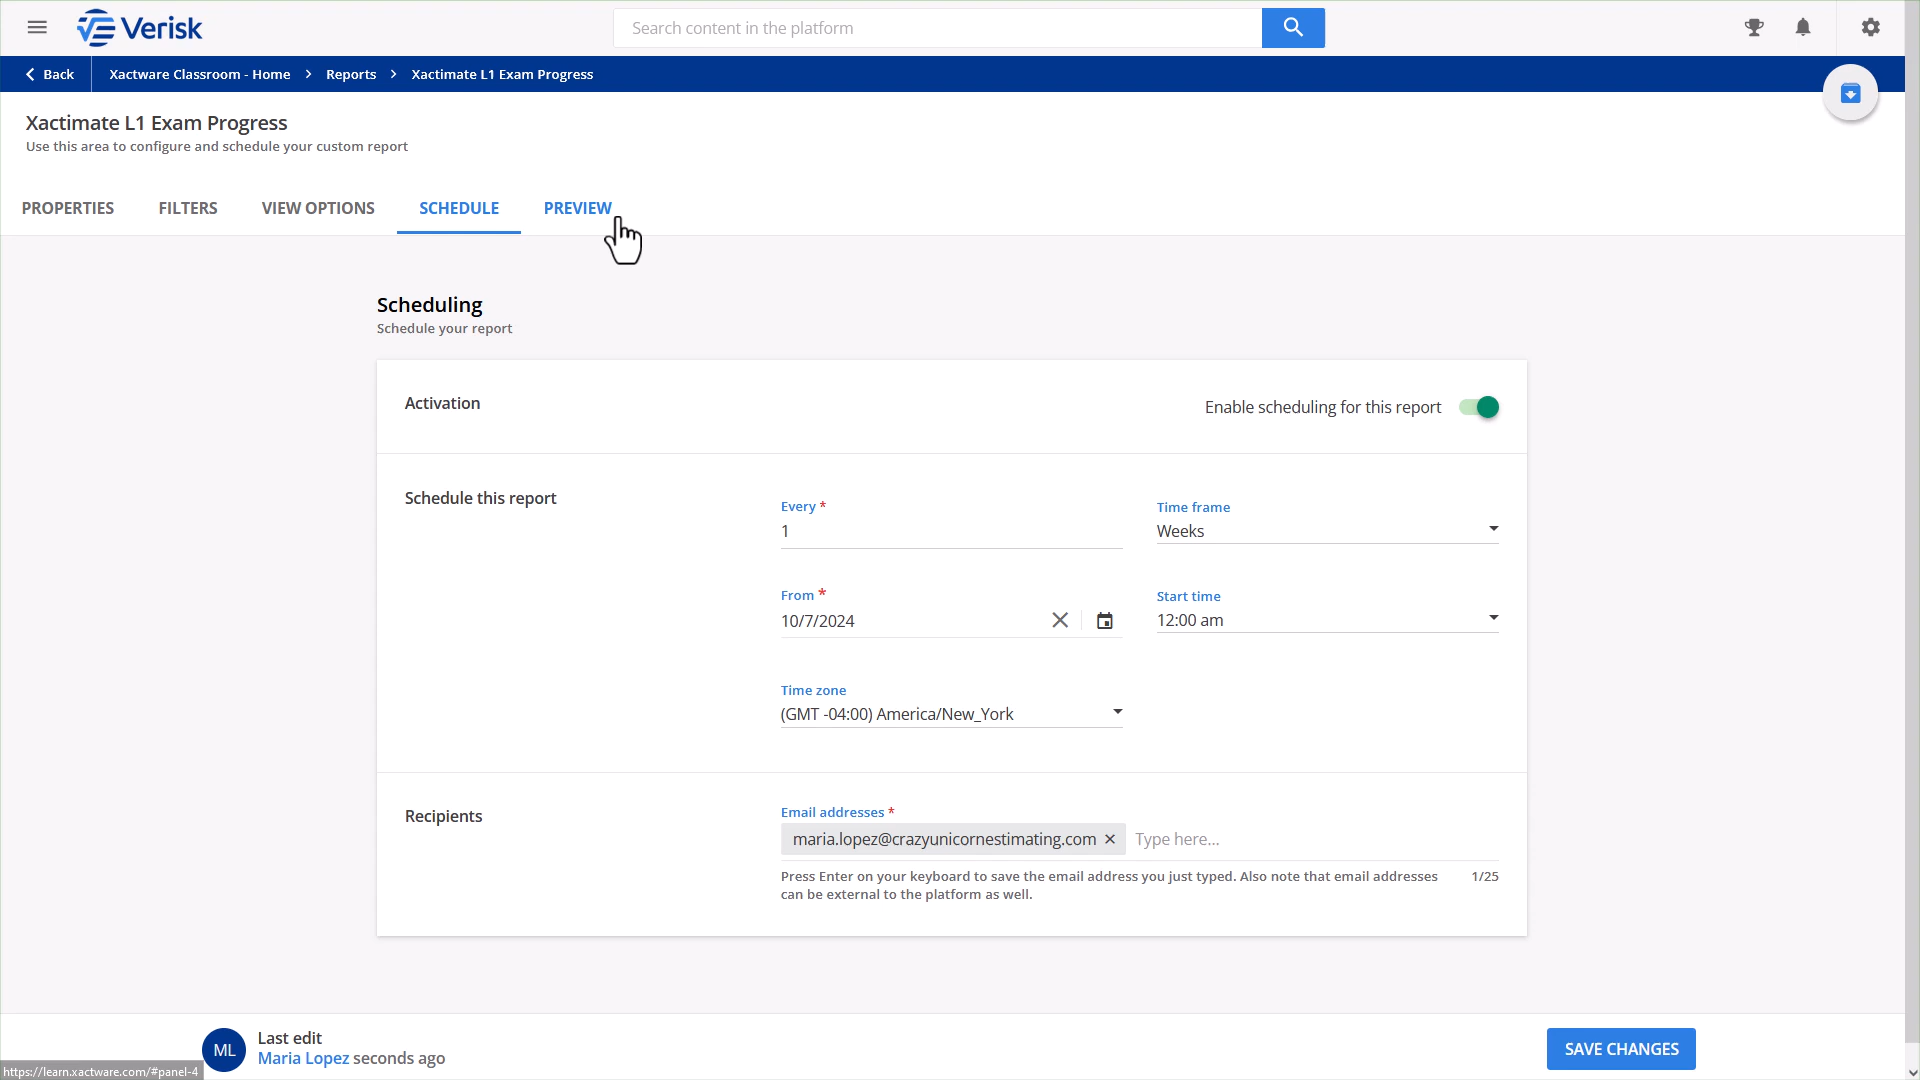 Verisk
Search content in the platform
Back
Xactware Classroom - Home
Reports
Xactimate L1 Exam Progress
Xactimate L1 Exam Progress
Use this area to configure and schedule your custom report
PROPERTIES
FILTERS
VIEW OPTIONS
SCHEDULE
PREVIEW
Scheduling
Schedule your report
Activation
Enable scheduling for this report
Schedule this report
Every *
1
Time frame
Weeks
From *
10/7/2024
Start time
12:00 am
Time zone
(GMT -04:00) America/New_York
Recipients
Email addresses *
maria.lopez@crazyunicornestimating.com
Type here...
Press Enter on your keyboard to save the email address you just typed. Also note that email addresses
can be external to the platform as well.
1/25
ML
Last edit
Maria Lopez seconds ago
SAVE CHANGES
https://learn.xactware.com/#panel-4